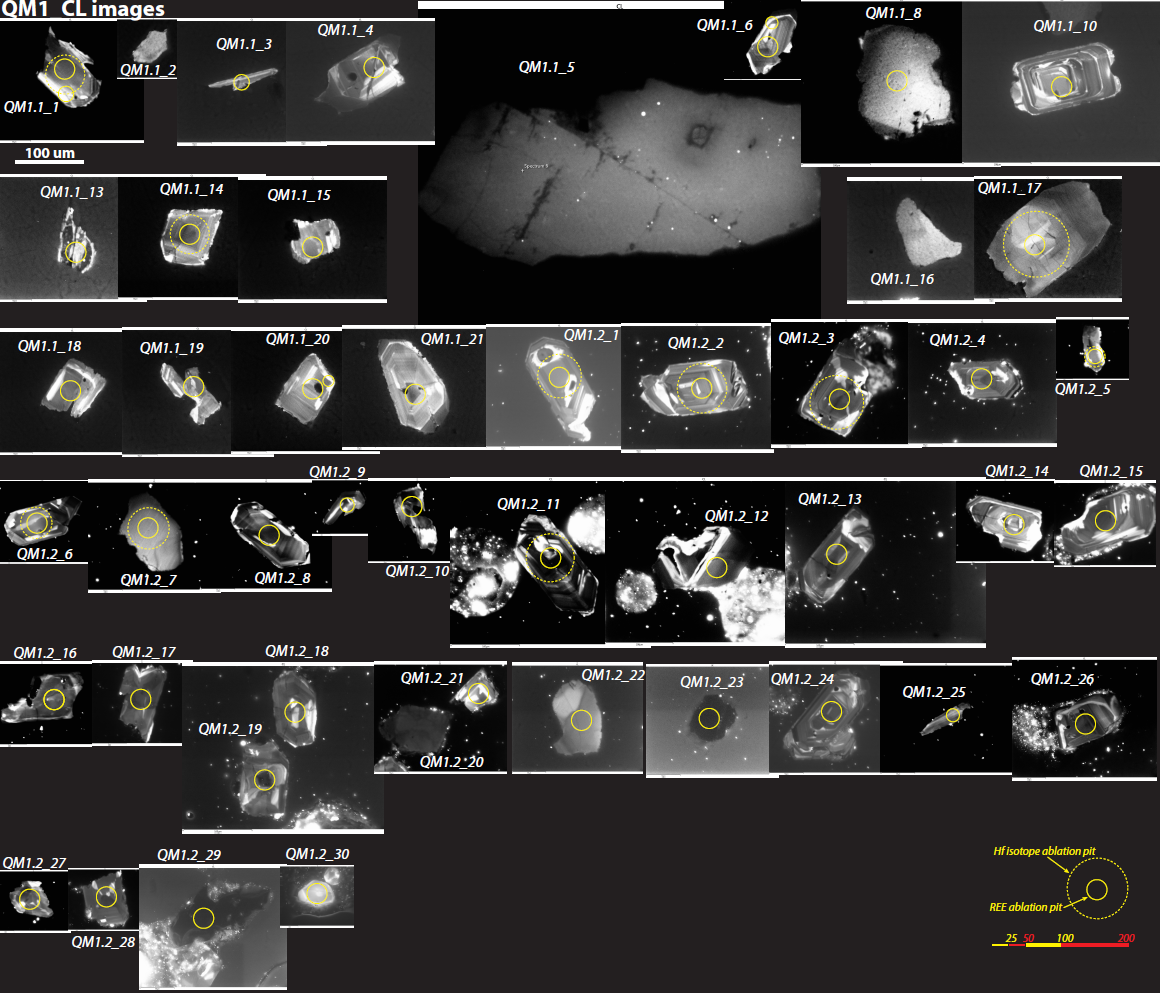 QM1_CL images
QM1.1_1
QM1.1_2
QM1.1_3
QM1.1_4
QM1.1_5
Spectrum 8
QM1.1_6
QM1.1_8
QM1.1_10
100 um
QM1.1_13
QM1.1_14
QM1.1_15
QM1.1_16
QM1.1_17
QM1.1_18
QM1.1_19
QM1.1_20
QM1.1_21
QM1.2_1
QM1.2_2
QM1.2_3
QM1.2_4
QM1.2_5
QM1.2_6
QM1.2_7
QM1.2_8
QM1.2_9
QM1.2_10
QM1.2_11
QM1.2_12
QM1.2_13
QM1.2_14
QM1.2_15
QM1.2_16
QM1.2_17
QM1.2_18
QM1.2_19
QM1.2_21
QM1.2_20
QM1.2_22
QM1.2_23
QM1.2_24
QM1.2_25
QM1.2_26
QM1.2_27
QM1.2_28
QM1.2_29
QM1.2_30
Hf isotope ablation pit
REE ablation pit
25 50 100 200